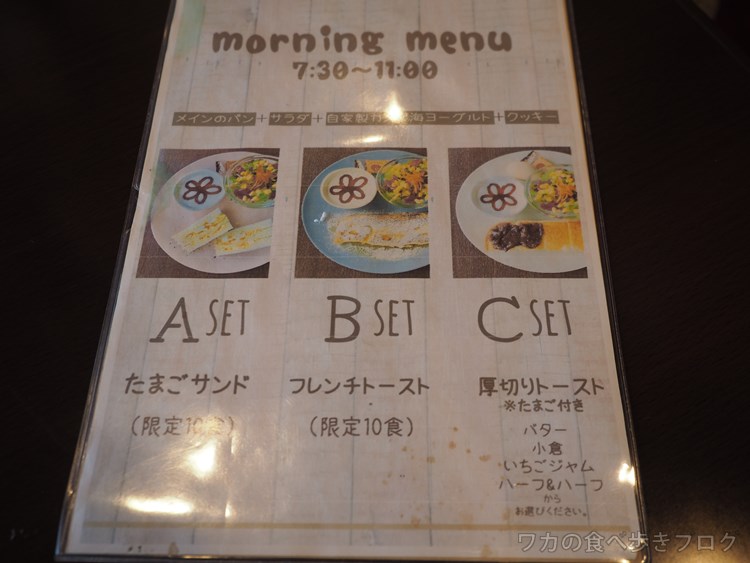 morning menu
7:30～11:00
メインのパン+サラダ+自家製カ 海ヨーグルト+クッキー
A SET
B SET
C SET
たまごサンド
(限定10食)
フレンチトースト
(限定10食)
厚切りトースト
※たまご付き
バター
小倉
いちごジャム
ハーフ&ハーフ
から
お選びください。
ワカの食べ歩きブログ